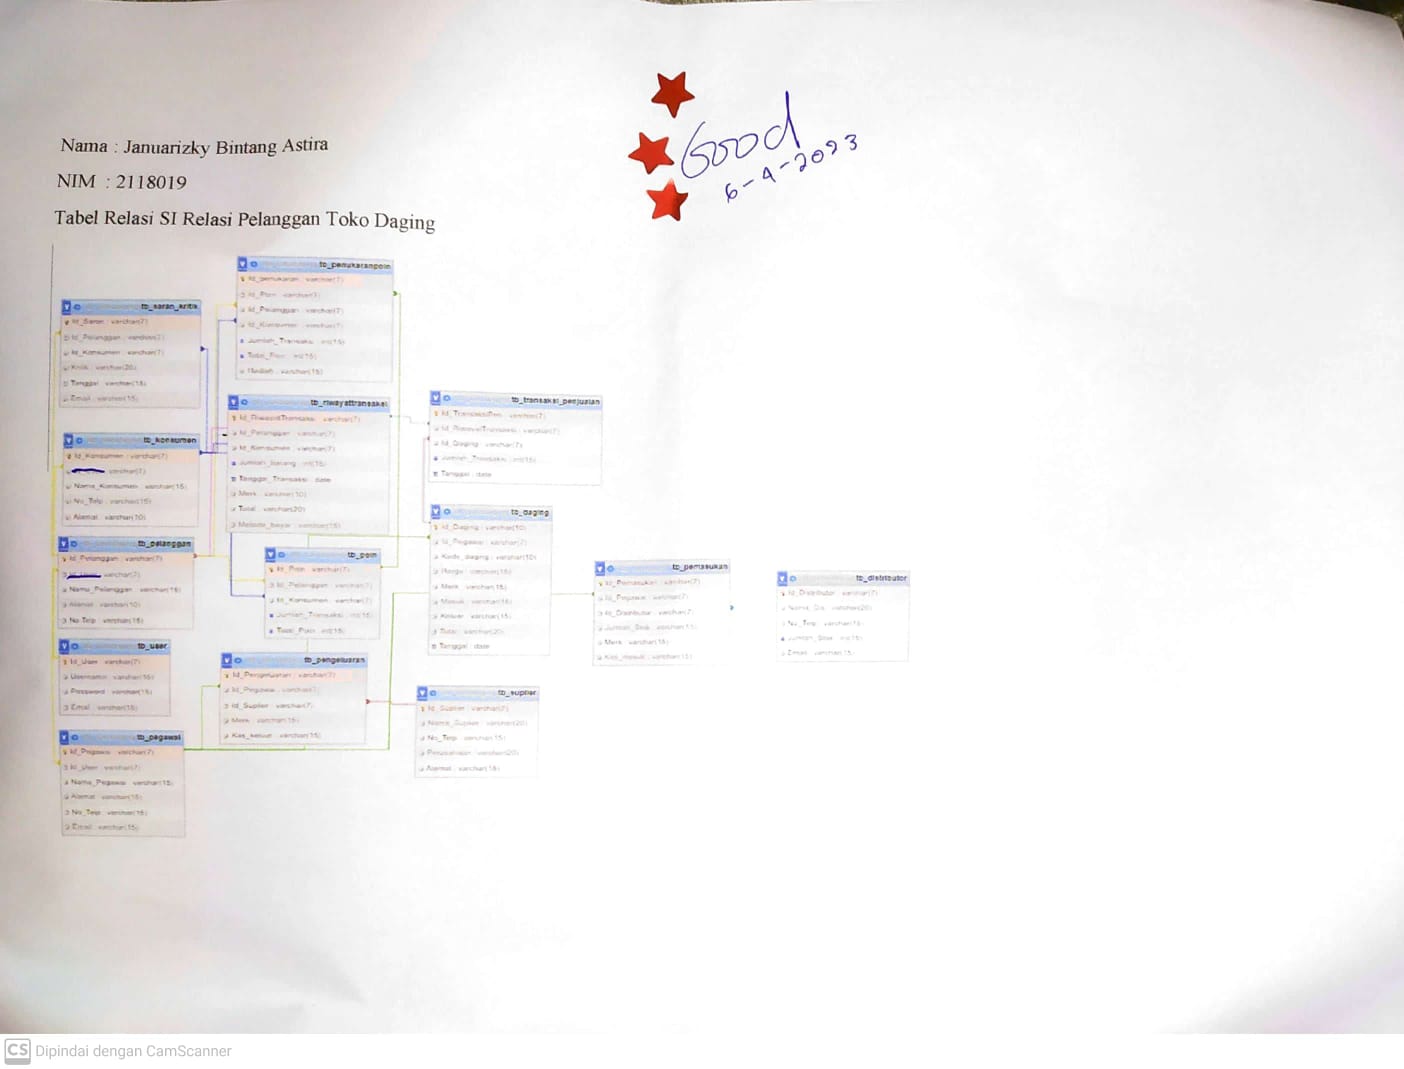 Good
6-4-2023
Nama : Januarizky Bintang Astira
NIM : 2118019
Tabel Relasi SI Relasi Pelanggan Toko Daging
tb_penukaranpoin
Id_penukaran : varchar(7)
Id_Poin : varchar(7)
Id_Pelanggan : varchar(7)
Id_Konsumen : varchar(7)
Jumlah_Transaksi : int(15)
Total_Poin : int(15)
Hadiah : varchar(15)
tb_saran_kritik
Id_Saran : varchar(7)
Id_Pelanggan : varchar(7)
Id_Konsumen : varchar(7)
Kritik : varchar(20)
Tanggal : varchar(15)
Email : varchar(15)
tb_riwayattransaksi
Id_RiwayatTransaksi : varchar(7)
Id_Pelanggan : varchar(7)
Id_Konsumen : varchar(7)
Jumlah_barang : int(15)
Tanggal_Transaksi : date
Merk : varchar(10)
Total : varchar(20)
Metode_bayar : varchar(15)
tb_transaksi_penjualan
Id_TransaksiPen : varchar(7)
Id_RiwayatTransaksi : varchar(7)
Id_Daging : varchar(7)
Jumlah_Transaksi : int(15)
Tanggal : date
tb_konsumen
Id_Konsumen : varchar(7)
varchar(7)
Nama_Konsumen : varchar(15)
No_Telp : varchar(15)
Alamat : varchar(10)
tb_daging
Id_Daging : varchar(10)
Id_Pegawai : varchar(7)
Kode_daging : varchar(10)
Harga : varchar(15)
Merk : varchar(15)
Masuk : varchar(15)
Keluar : varchar(15)
Total : varchar(20)
Tanggal : date
tb_pelanggan
Id_Pelanggan : varchar(7)
varchar(7)
Nama_Pelanggan : varchar(15)
Alamat : varchar(10)
No Telp : varchar(15)
tb_poin
Id_Poin : varchar(7)
Id_Pelanggan : varchar(7)
Id_Konsumen : varchar(7)
Jumlah_Transaksi : int(15)
Total_Poin : int(15)
tb_pemasukan
Id_Pemasukan : varchar(7)
Id_Pegawai : varchar(7)
Id_Distributor : varchar(7)
Jumlah_Stok : varchar(15)
Merk : varchar(15)
Kas_masuk : varchar(15)
tb_distributor
Id_Distributor : varchar(7)
Nama_Dis : varchar(20)
No_Telp : varchar(15)
Jumlah_Stok : int(15)
Email : varchar(15)
tb_user
Id_User : varchar(7)
Username : varchar(15)
Password : varchar(15)
Email : varchar(15)
tb_pengeluaran
Id_Pengeluaran : varchar(7)
Id_Pegawai : varchar(7)
Id_Suplier : varchar(7)
Merk : varchar(15)
Kas_keluar : varchar(15)
tb_suplier
Id_Suplier : varchar(7)
Nama_Suplier : varchar(20)
No_Telp : varchar(15)
Perusahaan : varchar(20)
Alamat : varchar(15)
tb_pegawai
Id_Pegawai : varchar(7)
Id_User : varchar(7)
Nama_Pegawai : varchar(15)
Alamat : varchar(15)
No_Telp : varchar(15)
Email : varchar(15)
CS Dipindai dengan CamScanner